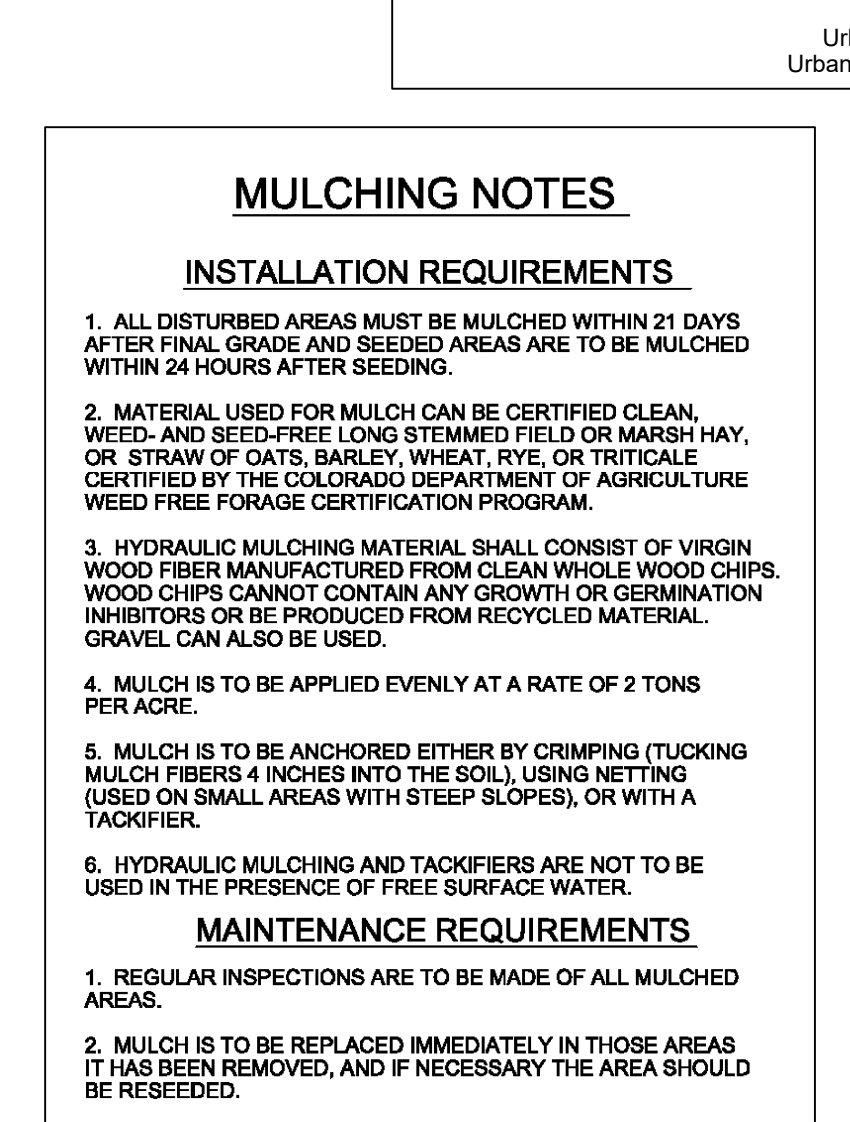 Urban
MULCHING NOTES
INSTALLATION REQUIREMENTS
1. ALL DISTURBED AREAS MUST BE MULCHED WITHIN 21 DAYS
AFTER FINAL GRADE AND SEEDED AREAS ARE TO BE MULCHED
WITHIN 24 HOURS AFTER SEEDING.
2. MATERIAL USED FOR MULCH CAN BE CERTIFIED CLEAN,
WEED- AND SEED-FREE LONG STEMMED FIELD OR MARSH HAY,
OR STRAW OF OATS, BARLEY, WHEAT, RYE, OR TRITICALE
CERTIFIED BY THE COLORADO DEPARTMENT OF AGRICULTURE
WEED FREE FORAGE CERTIFICATION PROGRAM.
3. HYDRAULIC MULCHING MATERIAL SHALL CONSIST OF VIRGIN
WOOD FIBER MANUFACTURED FROM CLEAN WHOLE WOOD CHIPS.
WOOD CHIPS CANNOT CONTAIN ANY GROWTH OR GERMINATION
INHIBITORS OR BE PRODUCED FROM RECYCLED MATERIAL.
GRAVEL CAN ALSO BE USED.
4. MULCH IS TO BE APPLIED EVENLY AT A RATE OF 2 TONS
PER ACRE.
5. MULCH IS TO BE ANCHORED EITHER BY CRIMPING (TUCKING
MULCH FIBERS 4 INCHES INTO THE SOIL), USING NETTING
(USED ON SMALL AREAS WITH STEEP SLOPES), OR WITH A
TACKIFIER.
6. HYDRAULIC MULCHING AND TACKIFIERS ARE NOT TO BE
USED IN THE PRESENCE OF FREE SURFACE WATER.
MAINTENANCE REQUIREMENTS
1. REGULAR INSPECTIONS ARE TO BE MADE OF ALL MULCHED
AREAS.
2. MULCH IS TO BE REPLACED IMMEDIATELY IN THOSE AREAS
IT HAS BEEN REMOVED, AND IF NECESSARY THE AREA SHOULD
BE RESEEDED.